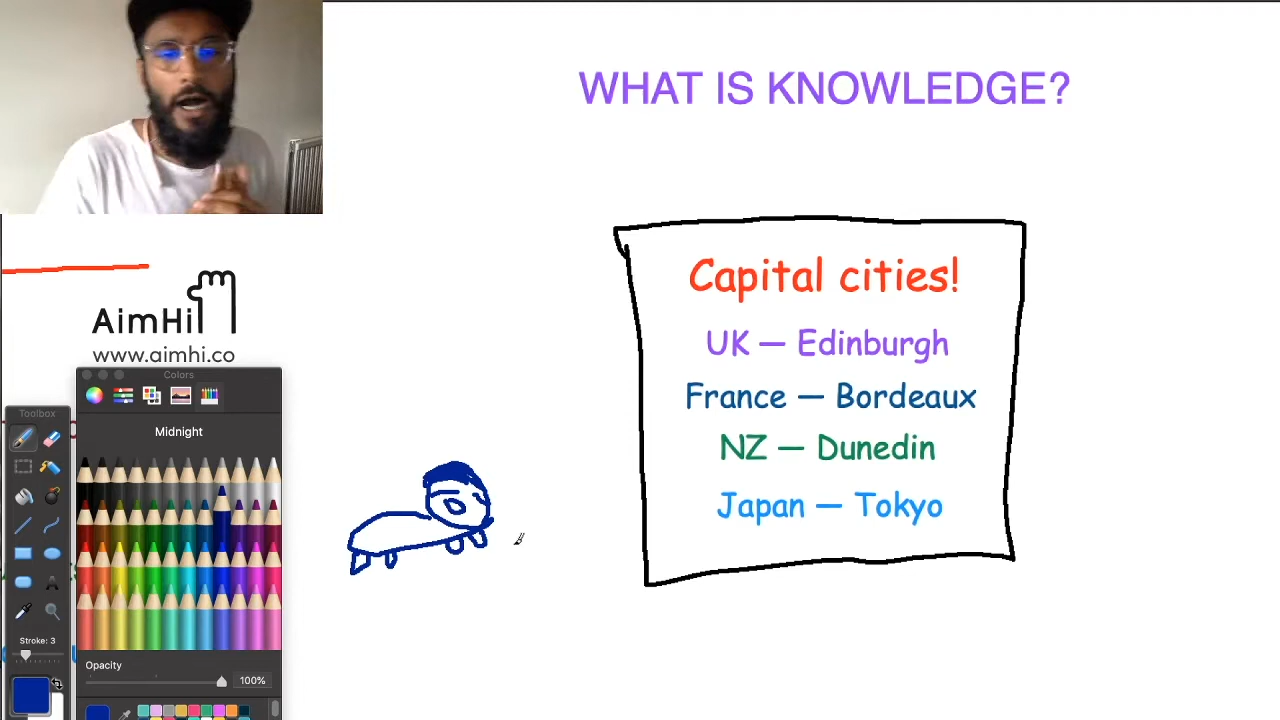 WHAT IS KNOWLEDGE?
Capital cities!
UK — Edinburgh
France — Bordeaux
NZ — Dunedin
Japan — Tokyo
AimHi
www.aimhi.co
Colors
Toolbox
Midnight
Stroke: 3
Opacity
100%